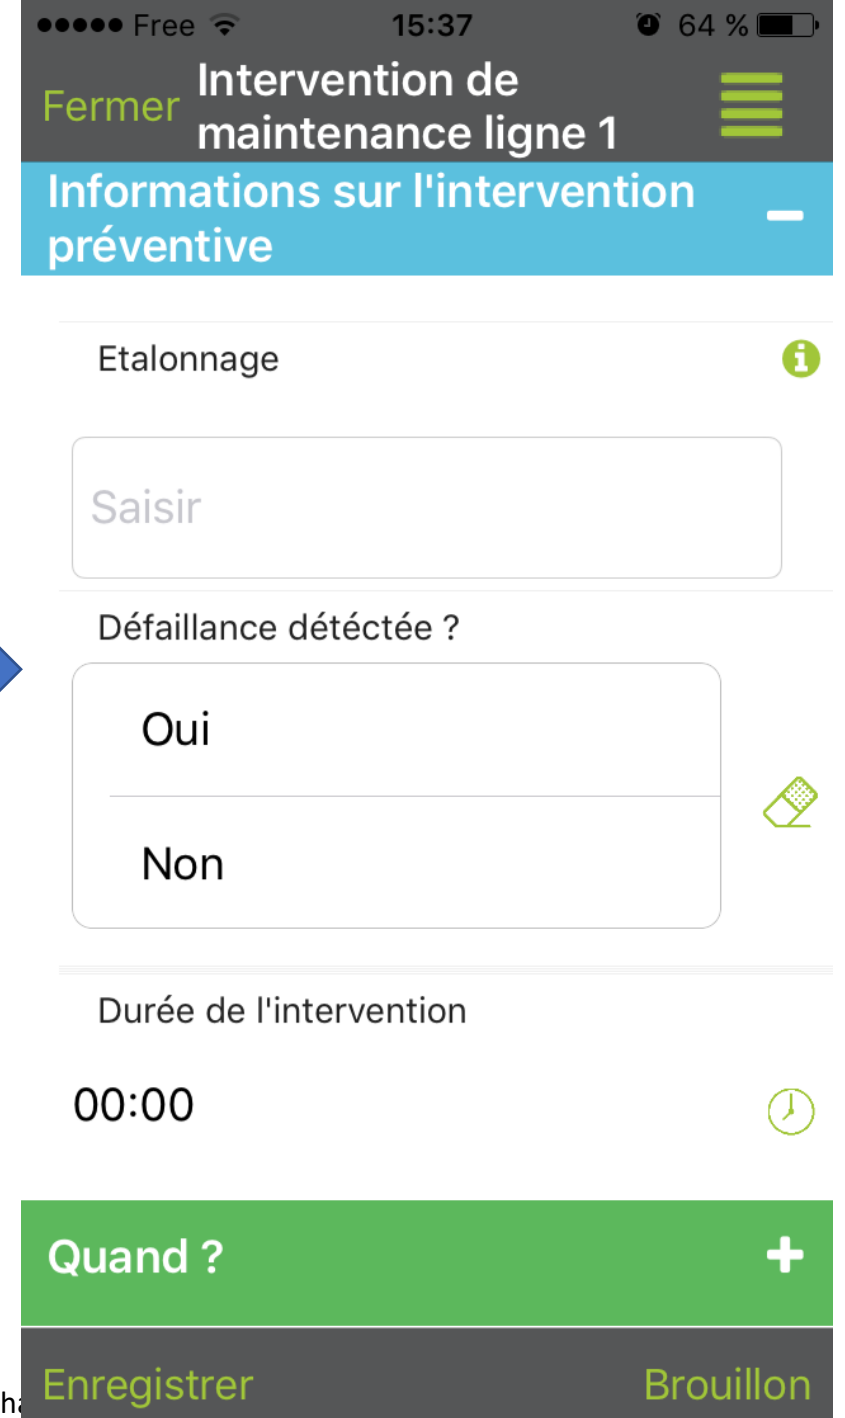 Free 15:37 64 %
Fermer
Intervention de
maintenance ligne 1
Informations sur l'intervention
préventive
Etalonnage
Saisir
Défaillance détéctée ?
Oui
Non
Durée de l'intervention
00:00
Quand ?
Enregistrer Brouillon